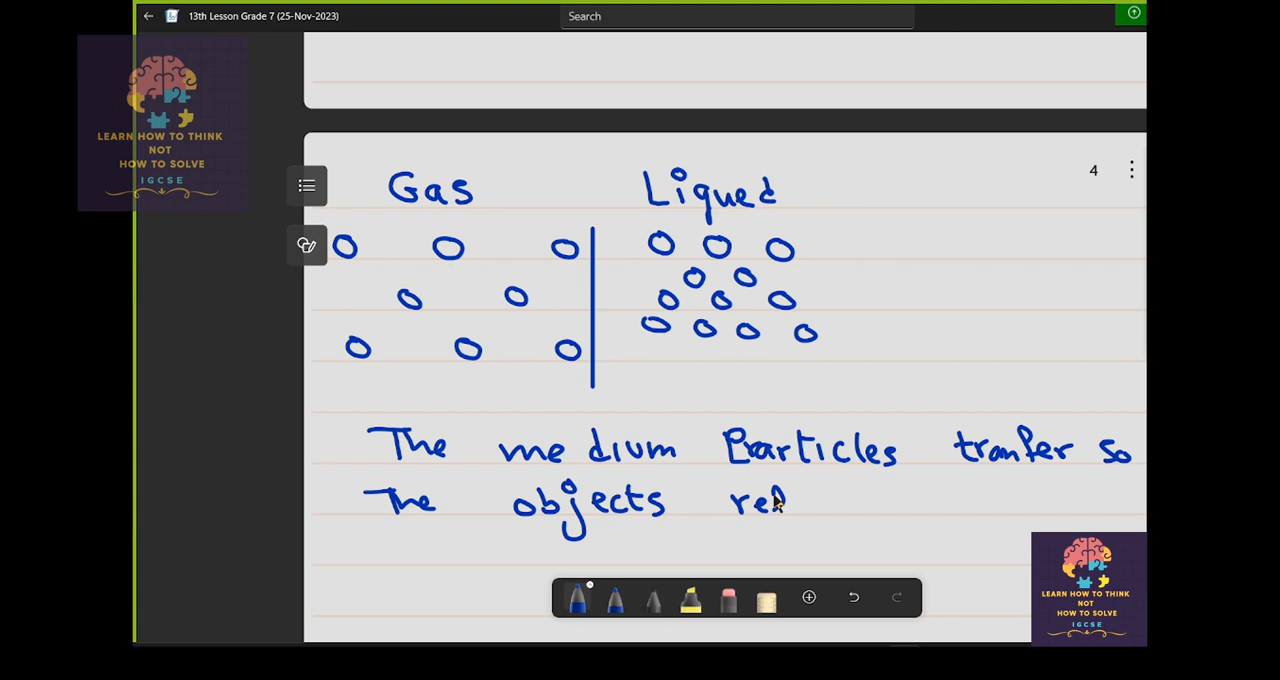 13th Lesson Grade 7 (25-Nov-2023)
Search
LEARN HOW TO THINK
NOT
HOW TO SOLVE
IGCSE
4
Gas Liqued
The medium Particles tranfer so
The objects rel
LEARN HOW TO THINK
NOT
HOW TO SOLVE
IGCSE